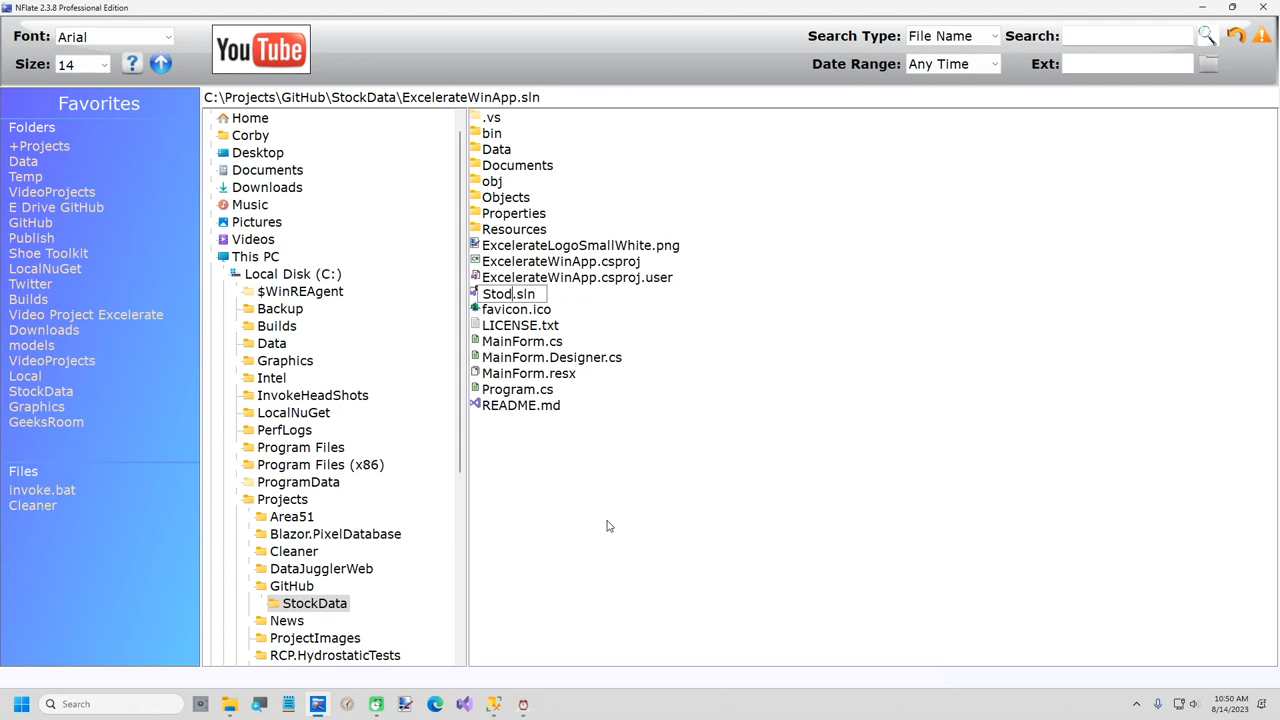 NFlate 2.3.8 Professional Edition
Font: Arial
Size: 14
?
YouTube
Search Type: File Name
Search:
Date Range: Any Time
Ext:
Favorites
Folders
+Projects
Data
Temp
VideoProjects
E Drive GitHub
GitHub
Publish
Shoe Toolkit
LocalNuGet
Twitter
Builds
Video Project Excelerate
Downloads
models
VideoProjects
Local
StockData
Graphics
GeeksRoom
Files
invoke.bat
Cleaner
C:\Projects\GitHub\StockData\ExcelerateWinApp.sln
Home
Corby
Desktop
Documents
Downloads
Music
Pictures
Videos
This PC
Local Disk (C:)
$WinREAgent
Backup
Builds
Data
Graphics
Intel
InvokeHeadShots
LocalNuGet
PerfLogs
Program Files
Program Files (x86)
ProgramData
Projects
Area51
Blazor.PixelDatabase
Cleaner
DataJugglerWeb
GitHub
StockData
News
ProjectImages
RCP.HydrostaticTests
.vs
bin
Data
Documents
obj
Objects
Properties
Resources
ExcelerateLogoSmallWhite.png
ExcelerateWinApp.csproj
ExcelerateWinApp.csproj.user
Stod.sln
favicon.ico
LICENSE.txt
MainForm.cs
MainForm.Designer.cs
MainForm.resx
Program.cs
README.md
Search
10:50 AM
8/14/2023